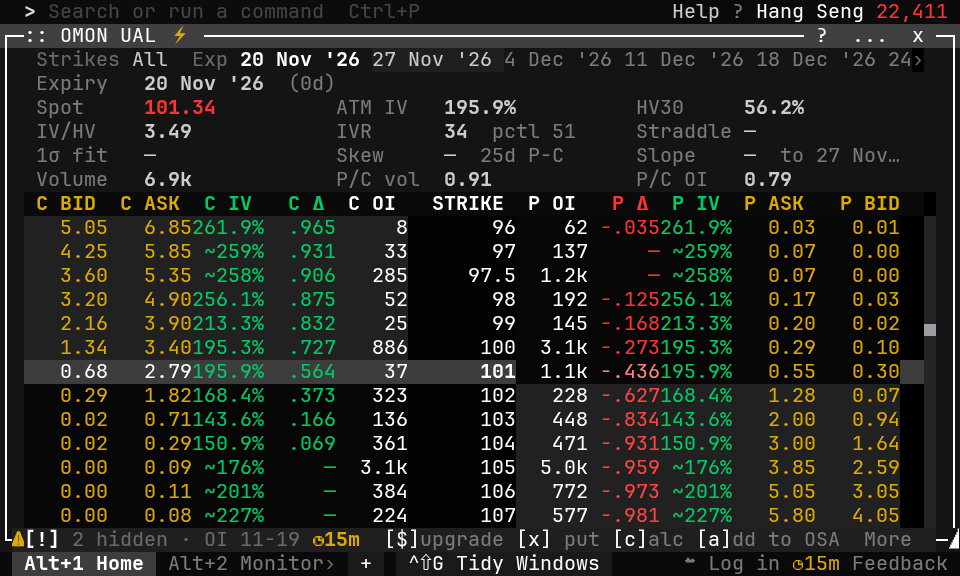 > Search or run a command Ctrl+P Help ? Hang Seng 22,411
:: OMON UAL ⚡ ? ... x
Strikes All Exp 20 Nov '26 27 Nov '26 4 Dec '26 11 Dec '26 18 Dec '26 24›
Expiry 20 Nov '26 (0d)
Spot 101.34 ATM IV 195.9% HV30 56.2%
IV/HV 3.49 IVR 34 pctl 51 Straddle —
1σ fit — Skew — 25d P-C Slope — to 27 Nov…
Volume 6.9k P/C vol 0.91 P/C OI 0.79
C BID C ASK C IV C Δ C OI STRIKE P OI P Δ P IV P ASK P BID
5.05 6.85 261.9% .965 8 96 62 -.035 261.9% 0.03 0.01
4.25 5.85 ~259% .931 33 97 137 — ~259% 0.07 0.00
3.60 5.35 ~258% .906 285 97.5 1.2k — ~258% 0.07 0.00
3.20 4.90 256.1% .875 52 98 192 -.125 256.1% 0.17 0.03
2.16 3.90 213.3% .832 25 99 145 -.168 213.3% 0.20 0.02
1.34 3.40 195.3% .727 886 100 3.1k -.273 195.3% 0.29 0.10
0.68 2.79 195.9% .564 37 101 1.1k -.436 195.9% 0.55 0.30
0.29 1.82 168.4% .373 323 102 228 -.627 168.4% 1.28 0.07
0.02 0.71 143.6% .166 136 103 448 -.834 143.6% 2.00 0.94
0.02 0.29 150.9% .069 361 104 471 -.931 150.9% 3.00 1.64
0.00 0.09 ~176% — 3.1k 105 5.0k -.959 ~176% 3.85 2.59
0.00 0.11 ~201% — 384 106 772 -.973 ~201% 5.05 3.05
0.00 0.08 ~227% — 224 107 577 -.981 ~227% 5.80 4.05
[!] 2 hidden · OI 11-19 15m [$]upgrade [x] put [c]alc [a]dd to OSA More
Alt+1 Home Alt+2 Monitor› + ^⇧G Tidy Windows Log in 15m Feedback